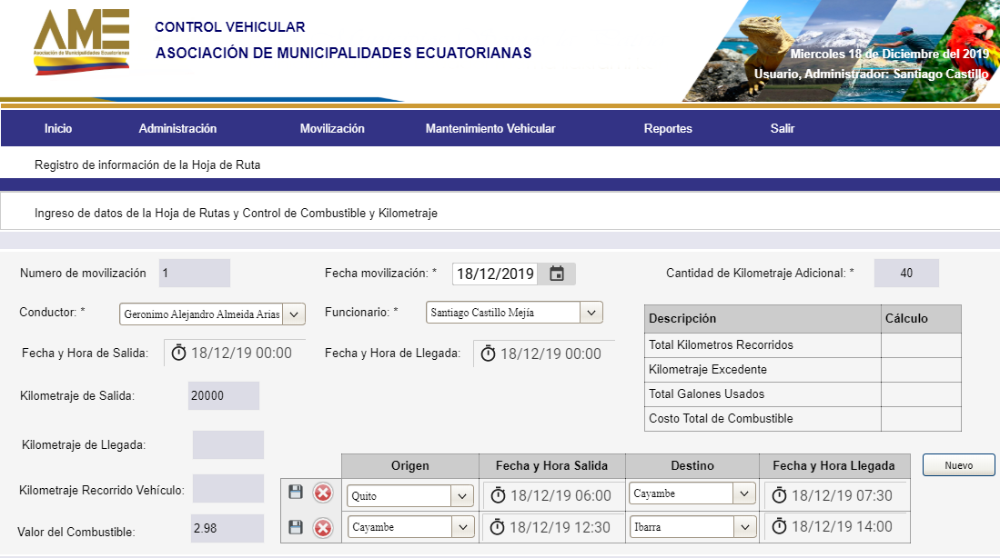 AME
Asociación de Municipalidades Ecuatorianas
CONTROL VEHICULAR
ASOCIACIÓN DE MUNICIPALIDADES ECUATORIANAS
Miercoles 18 de Diciembre del 2019
Usuario, Administrador: Santiago Castillo
Inicio Administración Movilización Mantenimiento Vehicular Reportes Salir
Registro de información de la Hoja de Ruta
Ingreso de datos de la Hoja de Rutas y Control de Combustible y Kilometraje
Numero de movilización 1 Fecha movilización: * 18/12/2019 Cantidad de Kilometraje Adicional: * 40
Conductor: * Geronimo Alejandro Almeida Arias Funcionario: * Santiago Castillo Mejía
Fecha y Hora de Salida: 18/12/19 00:00 Fecha y Hora de Llegada: 18/12/19 00:00
Descripción Cálculo
Total Kilometros Recorridos
Kilometraje Excedente
Total Galones Usados
Costo Total de Combustible
Kilometraje de Salida: 20000
Kilometraje de Llegada:
Kilometraje Recorrido Vehículo:
Valor del Combustible: 2.98
Origen Fecha y Hora Salida Destino Fecha y Hora Llegada Nuevo
Quito 18/12/19 06:00 Cayambe 18/12/19 07:30
Cayambe 18/12/19 12:30 Ibarra 18/12/19 14:00